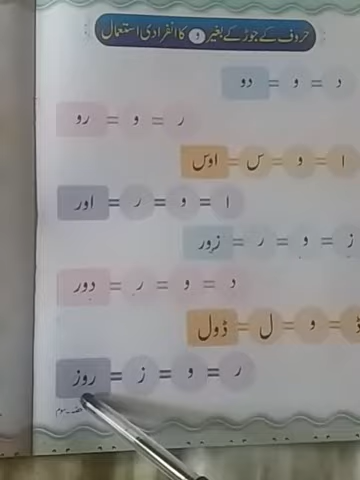 حروف کے جوڑ کے بغیر و کا انفرادی استعمال
د = و = دو
ر = و = رو
ا = و = س = اوس
ا = و = ر = اور
ز = و = ر = زور
د = و = ر = دور
ڈ = و = ل = ڈول
ر = و = ز = روز